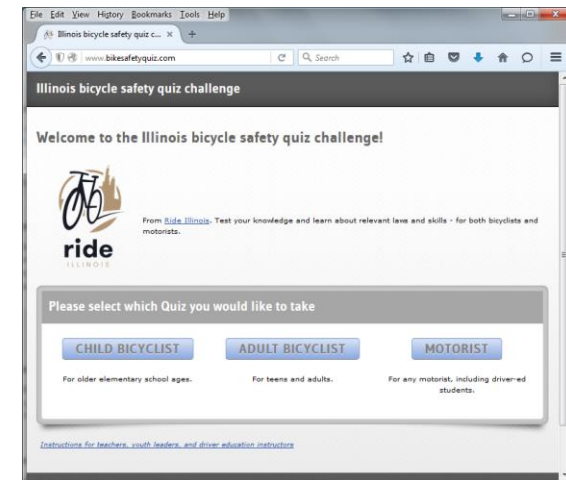 File Edit View History Bookmarks Tools Help
Illinois bicycle safety quiz c... × +
www.bikesafetyquiz.com Search
Illinois bicycle safety quiz challenge
Welcome to the Illinois bicycle safety quiz challenge!
ride
ILLINOIS
From Ride Illinois. Test your knowledge and learn about relevant laws and skills - for both bicyclists and
motorists.
Please select which Quiz you would like to take
CHILD BICYCLIST ADULT BICYCLIST MOTORIST
For older elementary school ages. For teens and adults. For any motorist, including driver-ed
students.
Instructions for teachers, youth leaders, and driver education instructors